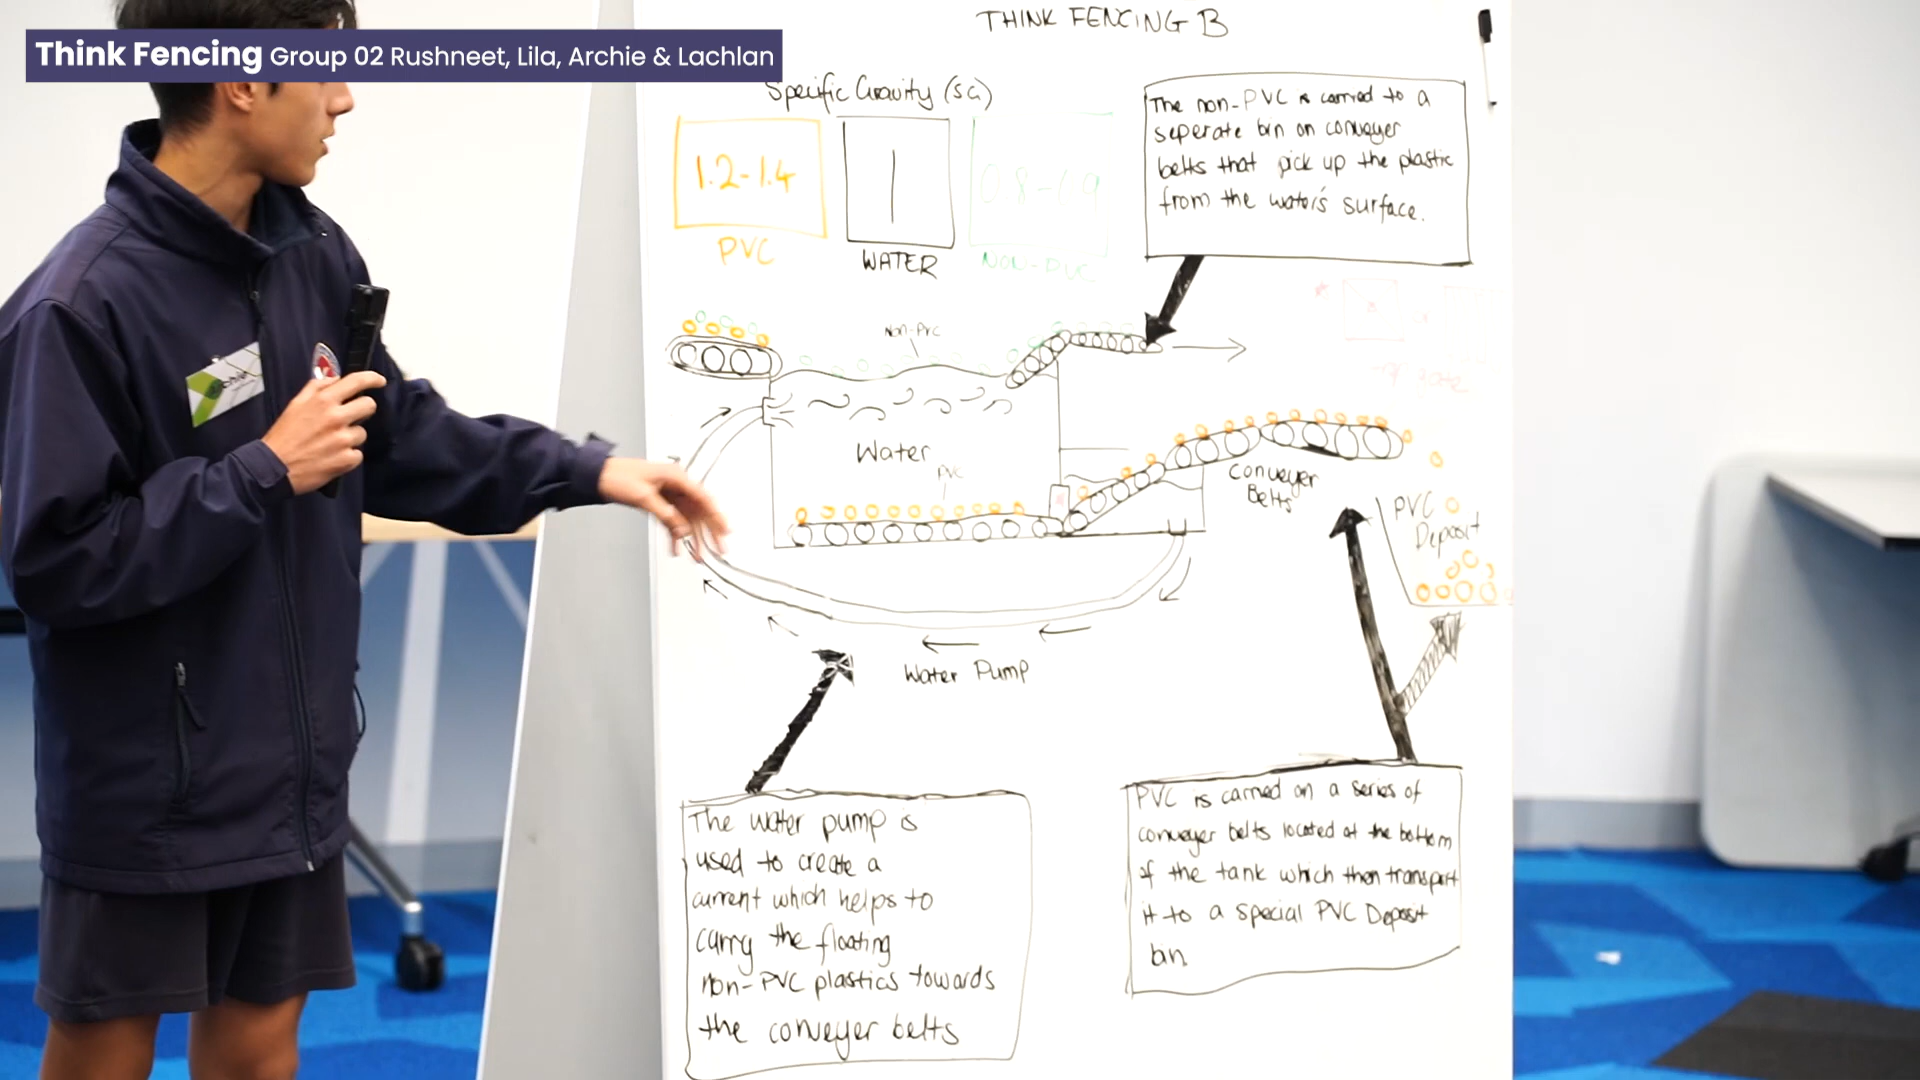 Think Fencing Group 02 Rushneet, Lila, Archie & Lachlan
THINK FENCING B
Specific Gravity (SG)
1.2-1.4
PVC
1
WATER
NON-PVC
The non-PVC is carried to a
seperate bin on conveyer
belts that pick up the plastic
from the water's surface.
Non-PVC
Water
PVC
Conveyer
Belts
PVC
Deposit
Water Pump
The water pump is
used to create a
current which helps to
carry the floating
non-PVC plastics towards
the conveyer belts
PVC is carried on a series of
conveyer belts located at the bottom
of the tank which then transport
it to a special PVC Deposit
bin